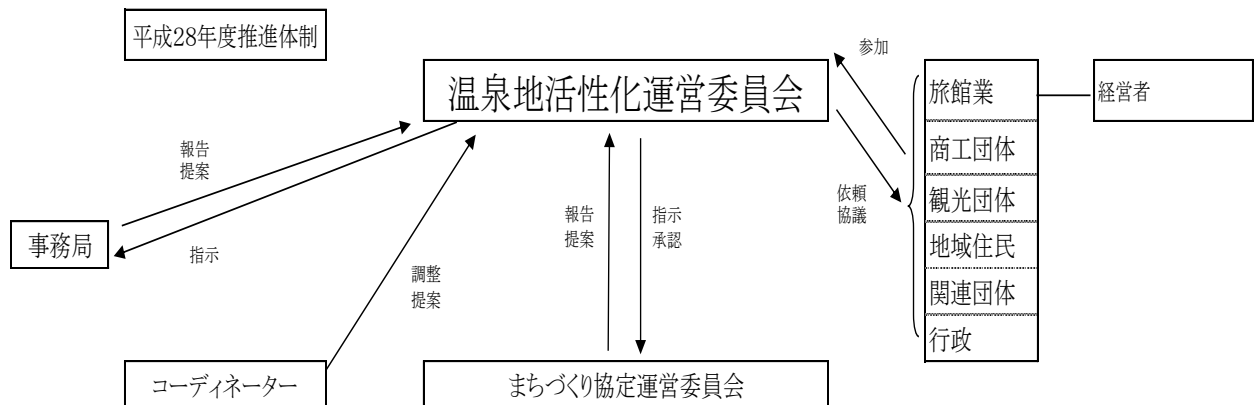 平成28年度推進体制
参加
温泉地活性化運営委員会
旅館業
経営者
報告
提案
商工団体
依頼
協議
観光団体
報告
提案
指示
承認
事務局
指示
地域住民
調整
提案
関連団体
行政
コーディネーター
まちづくり協定運営委員会